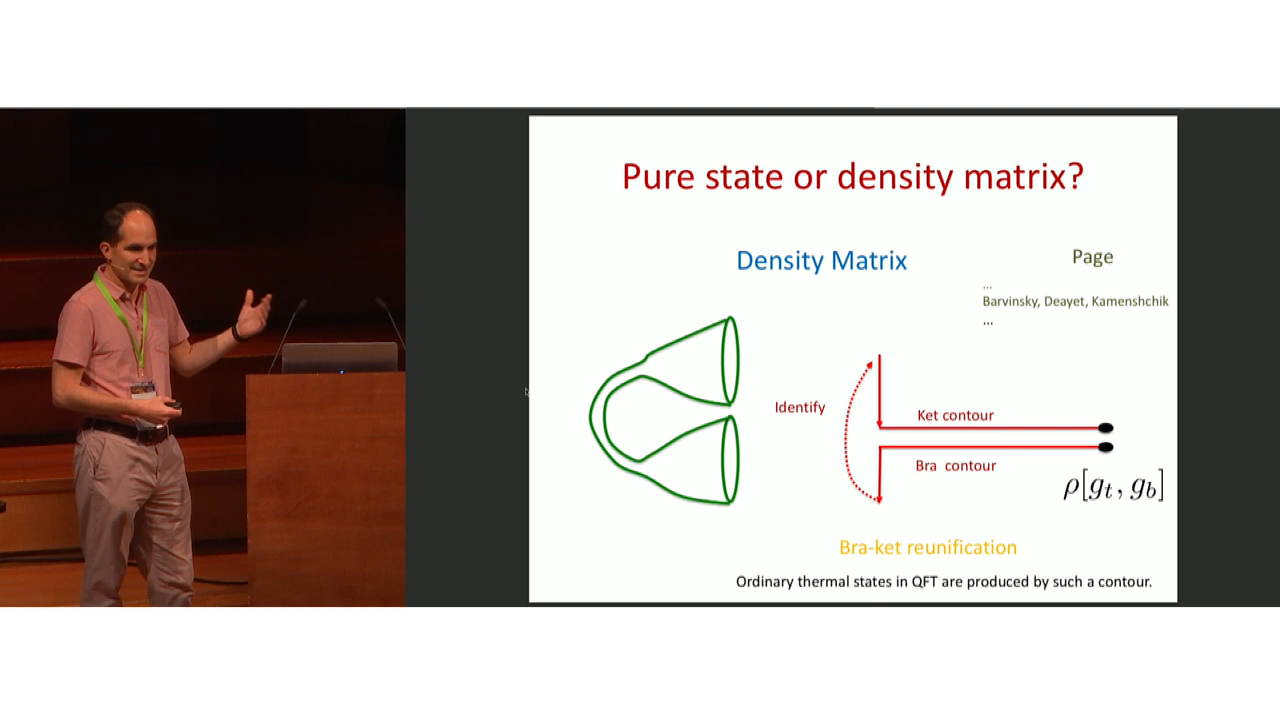 Pure state or density matrix?
Density Matrix
Page
...
Barvinsky, Deayet, Kamenshchik
...
Identify
Ket contour
Bra contour
ρ[g_t, g_b]
Bra-ket reunification
Ordinary thermal states in QFT are produced by such a contour.